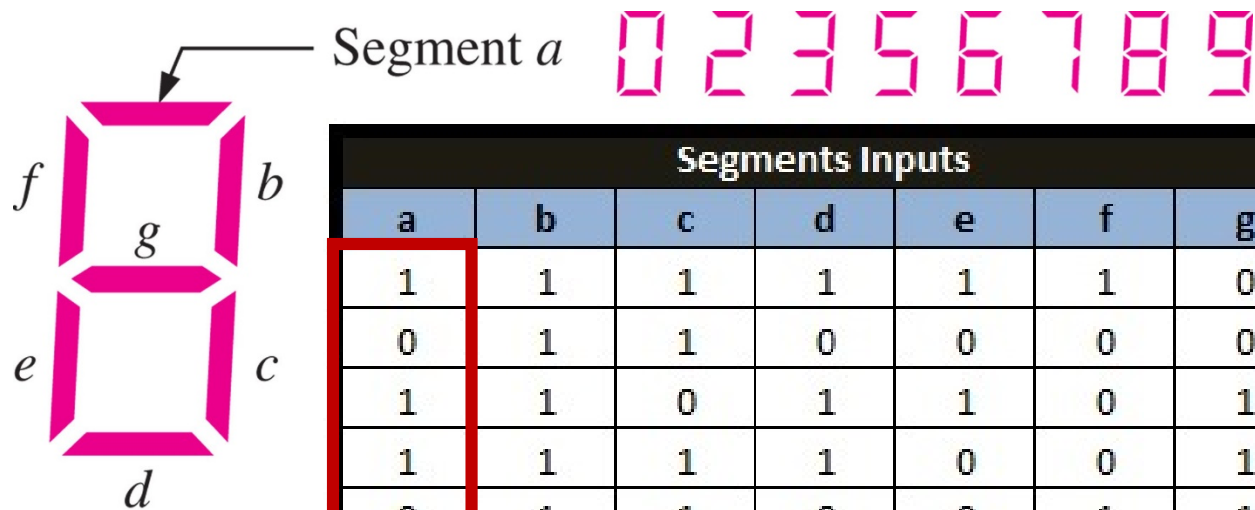 Segment a
0 2 3 5 6 7 8 9
f
b
g
e
c
d
Segments Inputs
a b c d e f g
1 1 1 1 1 1 0
0 1 1 0 0 0 0
1 1 0 1 1 0 1
1 1 1 1 0 0 1